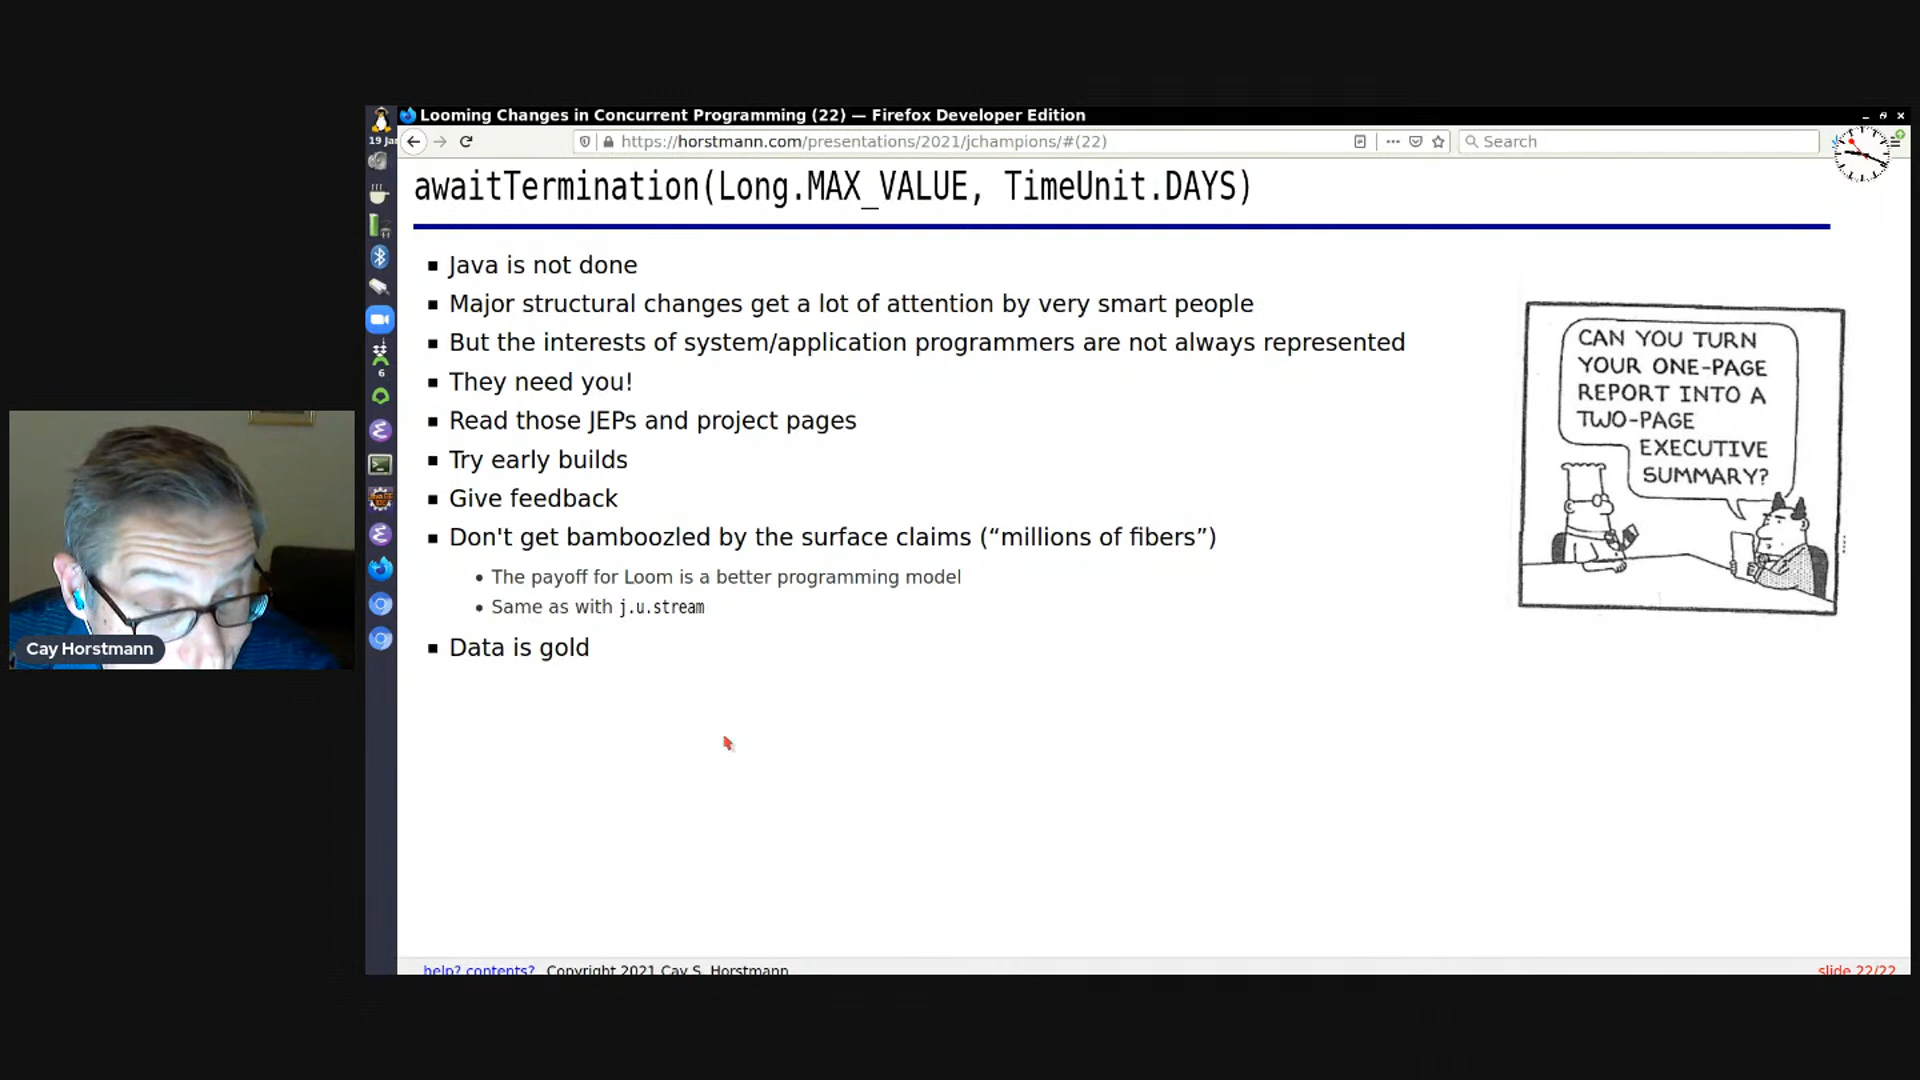 Looming Changes in Concurrent Programming (22) — Firefox Developer Edition
19 Jan
https://horstmann.com/presentations/2021/jchampions/#(22)
Search
awaitTermination(Long.MAX_VALUE, TimeUnit.DAYS)
Java is not done
Major structural changes get a lot of attention by very smart people
But the interests of system/application programmers are not always represented
They need you!
Read those JEPs and project pages
Try early builds
Give feedback
Don't get bamboozled by the surface claims (“millions of fibers”)
The payoff for Loom is a better programming model
Same as with j.u.stream
Data is gold
CAN YOU TURN
YOUR ONE-PAGE
REPORT INTO A
TWO-PAGE
EXECUTIVE
SUMMARY?
6
Cay Horstmann
help? contents? Copyright 2021 Cay S. Horstmann
slide 22/22